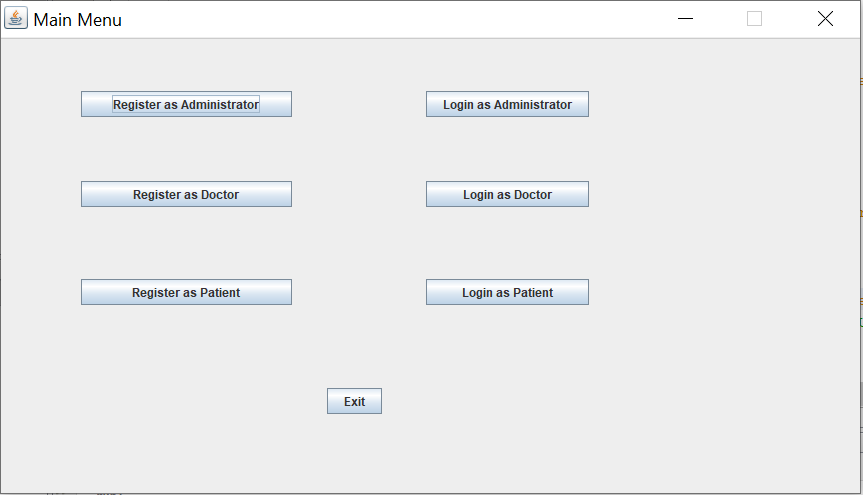 Main Menu
Register as Administrator
Login as Administrator
Register as Doctor
Login as Doctor
Register as Patient
Login as Patient
Exit